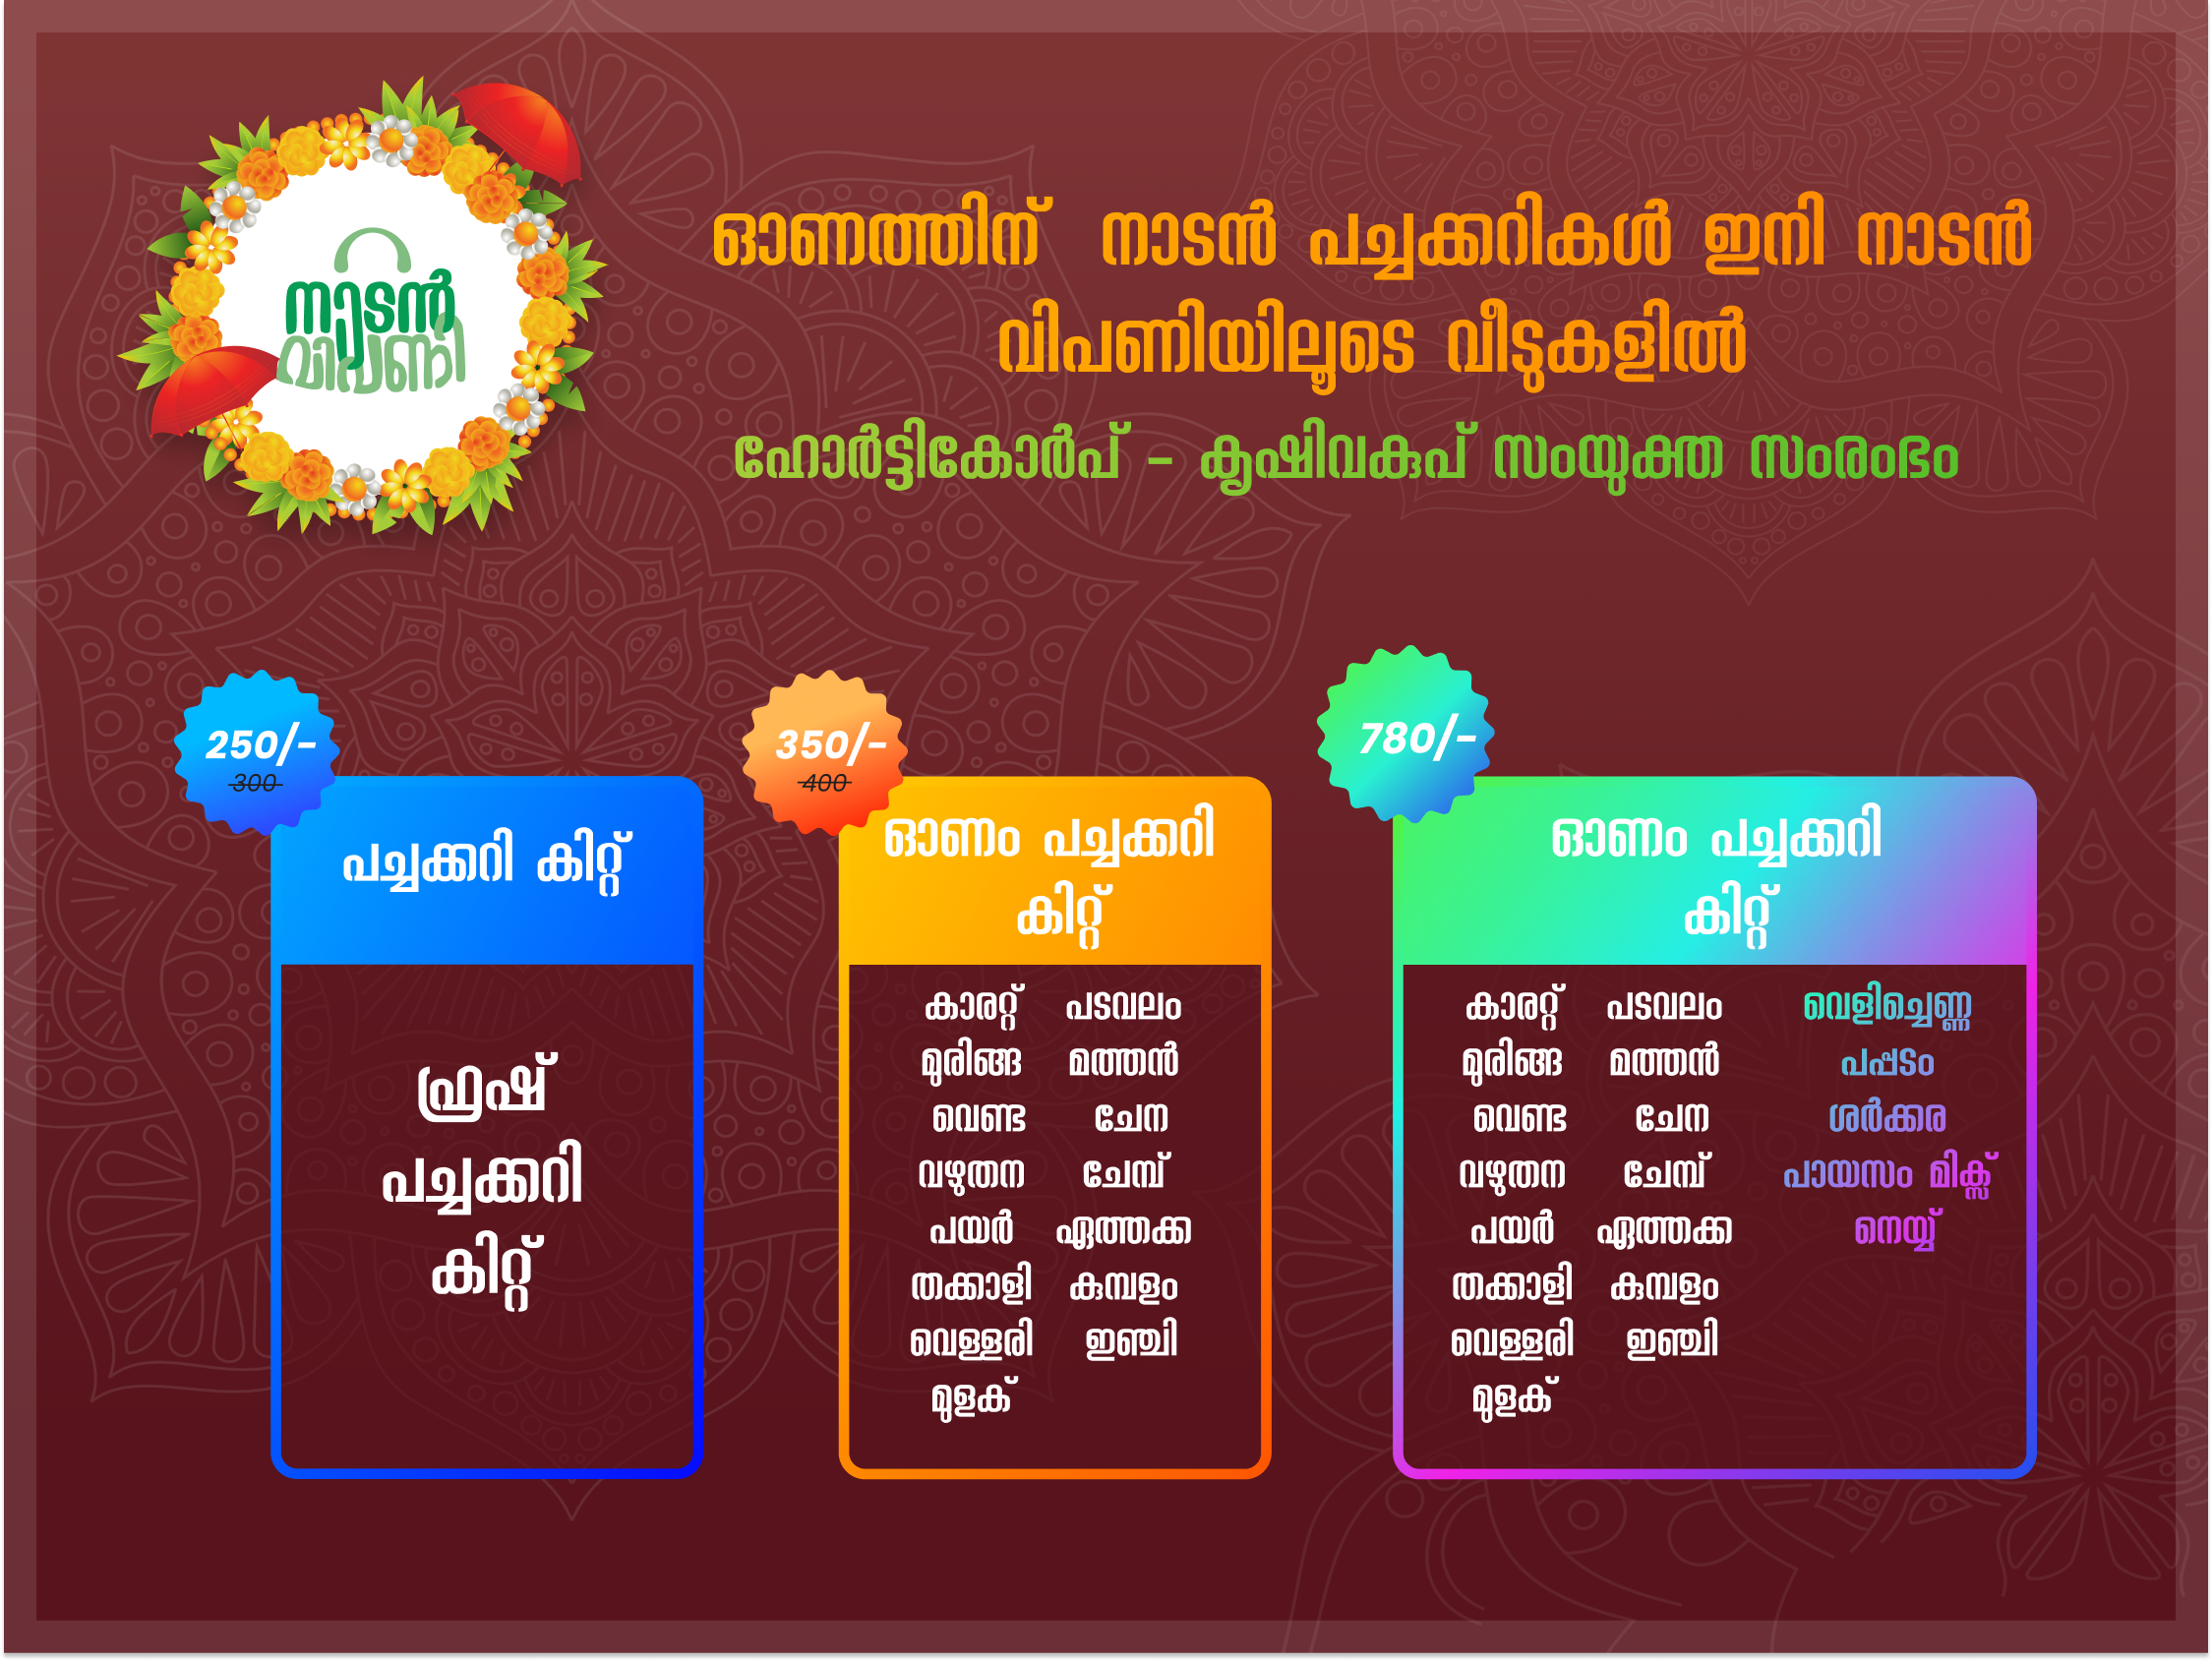 നാടൻ
വിപണി
ഓണത്തിന് നാടൻ പച്ചക്കറികൾ ഇനി നാടൻ
വിപണിയിലൂടെ വീടുകളിൽ
ഹോർട്ടികോർപ് - കൃഷിവകുപ് സംയുക്ത സംരംഭം
250/-
300
പച്ചക്കറി കിറ്റ്
ഫ്രഷ്
പച്ചക്കറി
കിറ്റ്
350/-
400
ഓണം പച്ചക്കറി
കിറ്റ്
കാരറ്റ് പടവലം
മുരിങ്ങ മത്തൻ
വെണ്ട ചേന
വഴുതന ചേമ്പ്
പയർ ഏത്തക്ക
തക്കാളി കുമ്പളം
വെള്ളരി ഇഞ്ചി
മുളക്
780/-
ഓണം പച്ചക്കറി
കിറ്റ്
കാരറ്റ് പടവലം വെളിച്ചെണ്ണ
മുരിങ്ങ മത്തൻ പപ്പടം
വെണ്ട ചേന ശർക്കര
വഴുതന ചേമ്പ് പായസം മിക്സ്
പയർ ഏത്തക്ക നെയ്യ്
തക്കാളി കുമ്പളം
വെള്ളരി ഇഞ്ചി
മുളക്